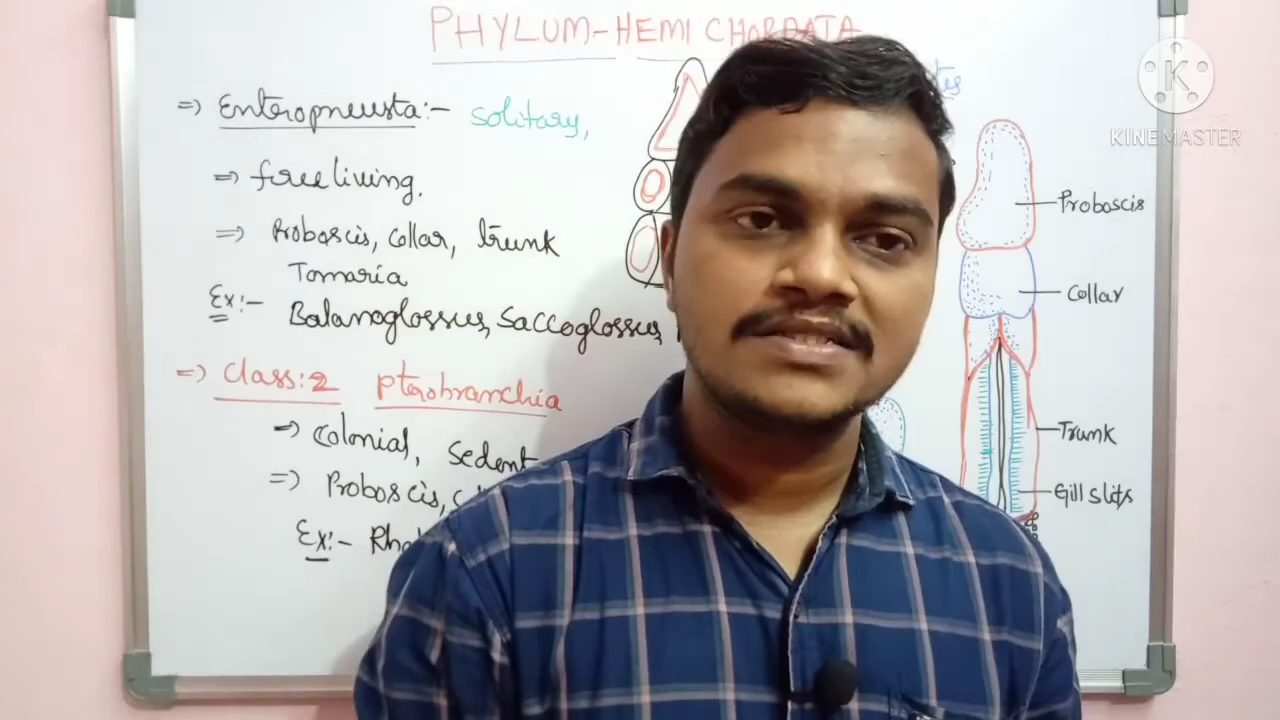 PHYLUM-HEMI CHORDATA
=> Enteropneusta:- Solitary,
=> free living.
=> Proboscis, Collar, trunk
Tornaria
Ex:- Balanoglossus, Saccoglossus,
=> Class:2 pterobranchia
=> Colonial,
=> Proboscis,
Ex:-
Proboscis
Collar
Trunk
Gill slits
K
KINEMASTER